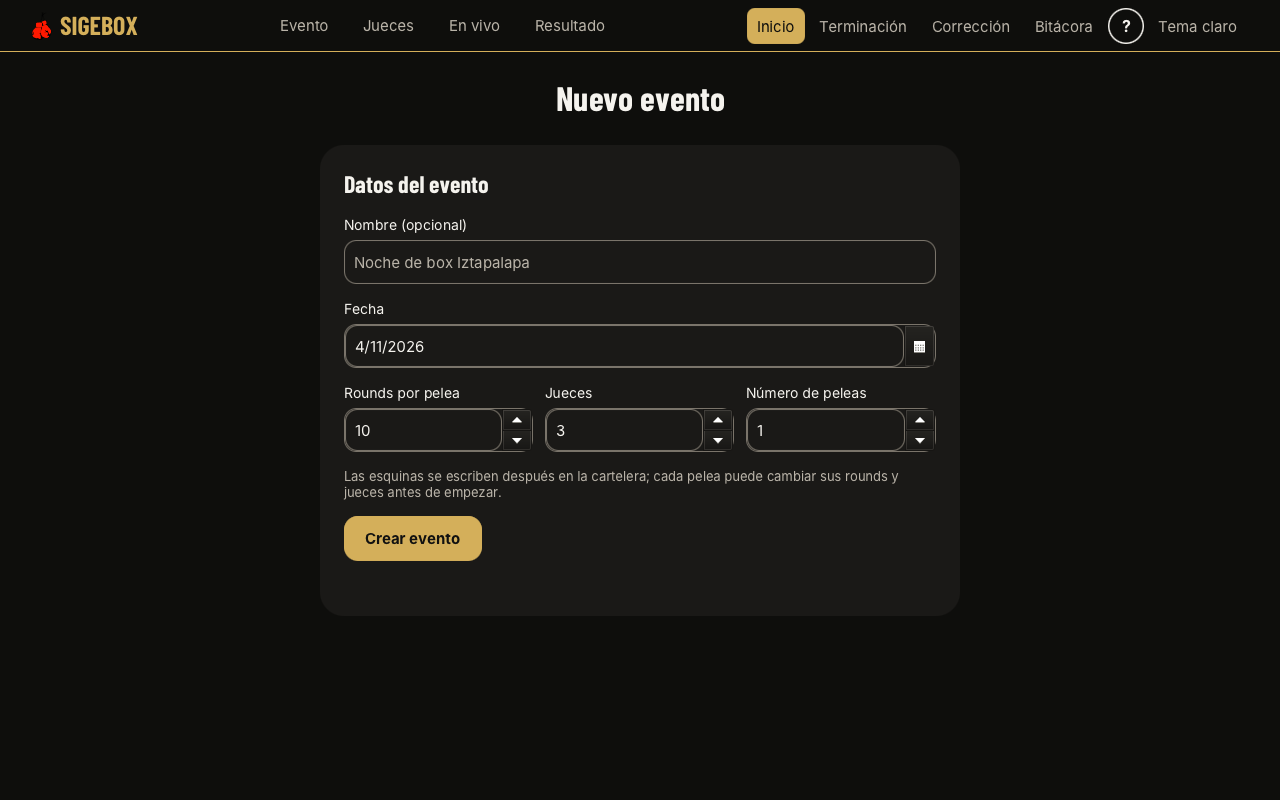 SIGEBOX
Evento
Jueces
En vivo
Resultado
Inicio
Terminación
Corrección
Bitácora
?
Tema claro
Nuevo evento
Datos del evento
Nombre (opcional)
Noche de box Iztapalapa
Fecha
4/11/2026
Rounds por pelea
Jueces
Número de peleas
10
3
1
Las esquinas se escriben después en la cartelera; cada pelea puede cambiar sus rounds y
jueces antes de empezar.
Crear evento